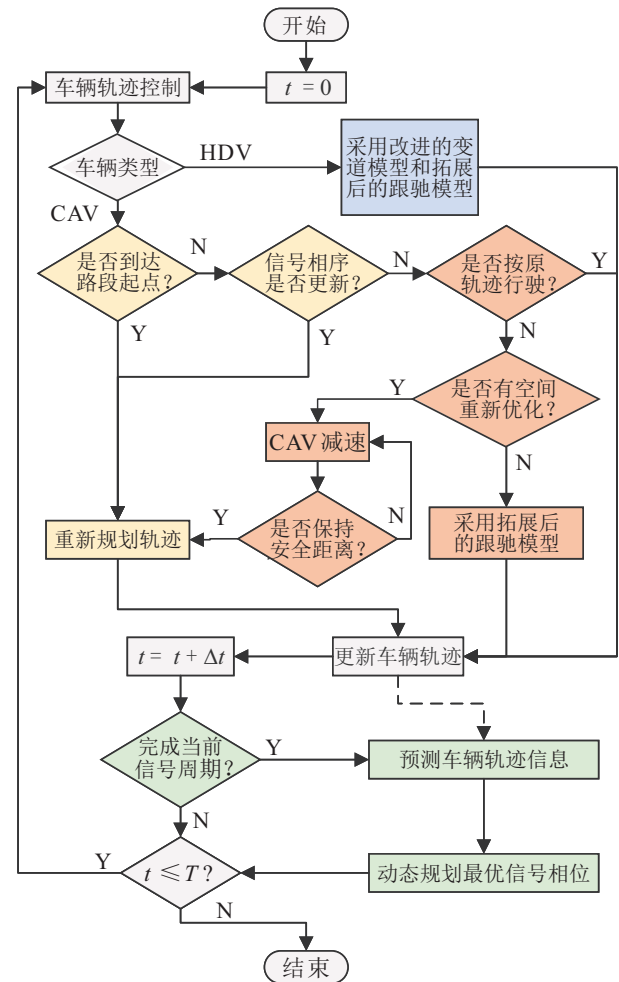 开始
车辆轨迹控制
t = 0
车辆类型
HDV
采用改进的变
道模型和拓展
后的跟驰模型
CAV
是否到达
路段起点?
N
信号相序
是否更新?
N
是否按原
轨迹行驶?
Y
Y
Y
N
是否有空间
重新优化?
Y
CAV减速
N
是否保持
安全距离?
Y
N
重新规划轨迹
采用拓展后
的跟驰模型
t = t + Δt
更新车辆轨迹
完成当前
信号周期?
Y
预测车辆轨迹信息
N
t ≤ T?
Y
动态规划最优信号相位
N
结束